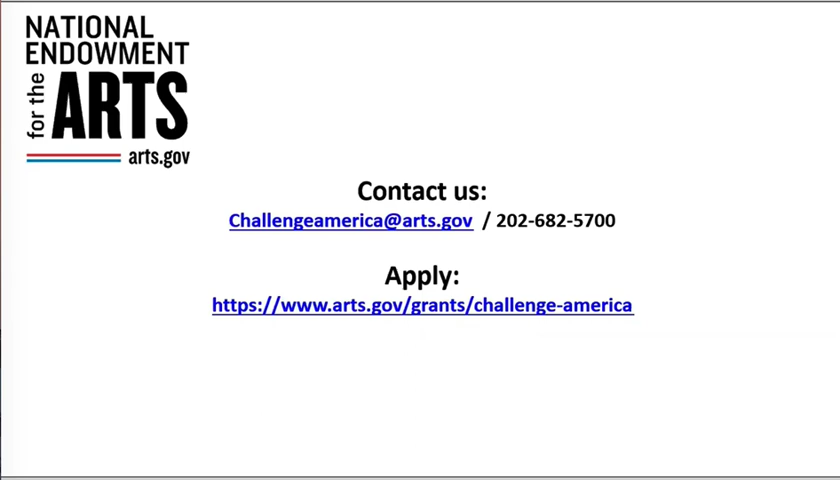 NATIONAL
ENDOWMENT
for the
ARTS
arts.gov
Contact us:
Challengeamerica@arts.gov / 202-682-5700
Apply:
https://www.arts.gov/grants/challenge-america